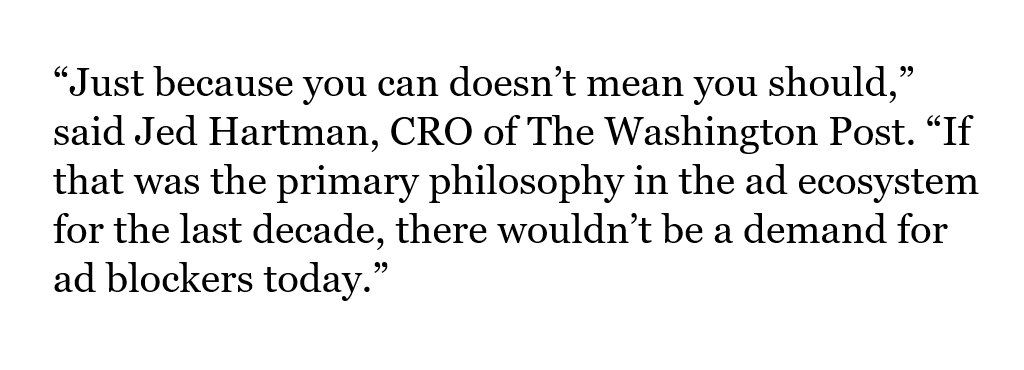 “Just because you can doesn’t mean you should,”
said Jed Hartman, CRO of The Washington Post. “If
that was the primary philosophy in the ad ecosystem
for the last decade, there wouldn’t be a demand for
ad blockers today.”